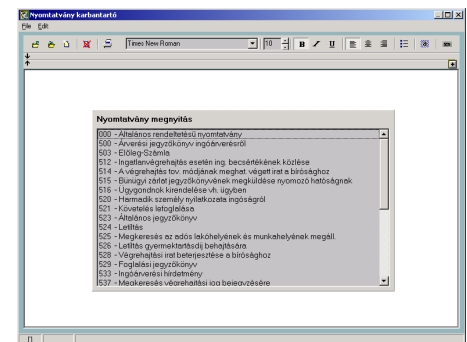 Nyomtatvány karbantartó
File Edit
Times New Roman 10 B I U
Nyomtatvány megnyitás
000 - Általános rendeltetésű nyomtatvány
500 - Árverési jegyzőkönyv ingóárverésről
503 - Előleg-Számla
512 - Ingatlanvégrehajtás esetén ing. becsértékének közlése
514 - A végrehajtás tov. módjának meghat. végett irat a bírósághoz
515 - Bünugyi zárlat jegyzőkönyvének megküldése nyomozó hatóságnak
516 - Ügygondnok kirendelése vh. ügyben
520 - Harmadik személy nyilatkozata ingóságról
521 - Követelés lefoglalása
523 - Általános jegyzőkönyv
524 - Letiltás
525 - Megkeresés az adós lakóhelyének és munkahelyének megáll.
526 - Letiltás gyermektartásdíj behajtására
528 - Végrehajtási irat beterjesztése a bírósághoz
529 - Foglalási jegyzőkönyv
533 - Ingóárverési hirdetmény
537 - Megkeresés végrehajtási jog bejegyzésére